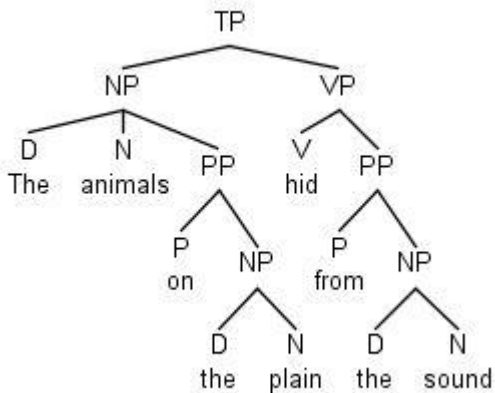 TP
NP VP
D N PP V PP
The animals hid
P NP P NP
on from
D N D N
the plain the sound